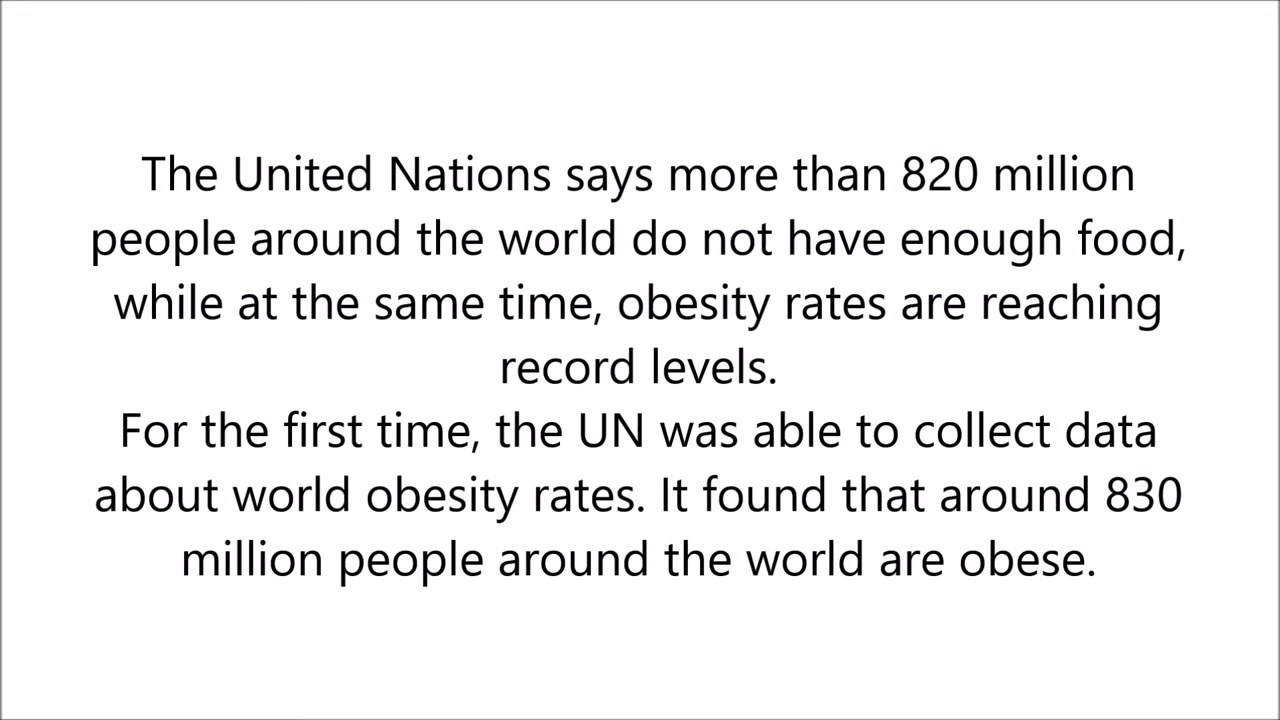 The United Nations says more than 820 million
people around the world do not have enough food,
while at the same time, obesity rates are reaching
record levels.
For the first time, the UN was able to collect data
about world obesity rates. It found that around 830
million people around the world are obese.